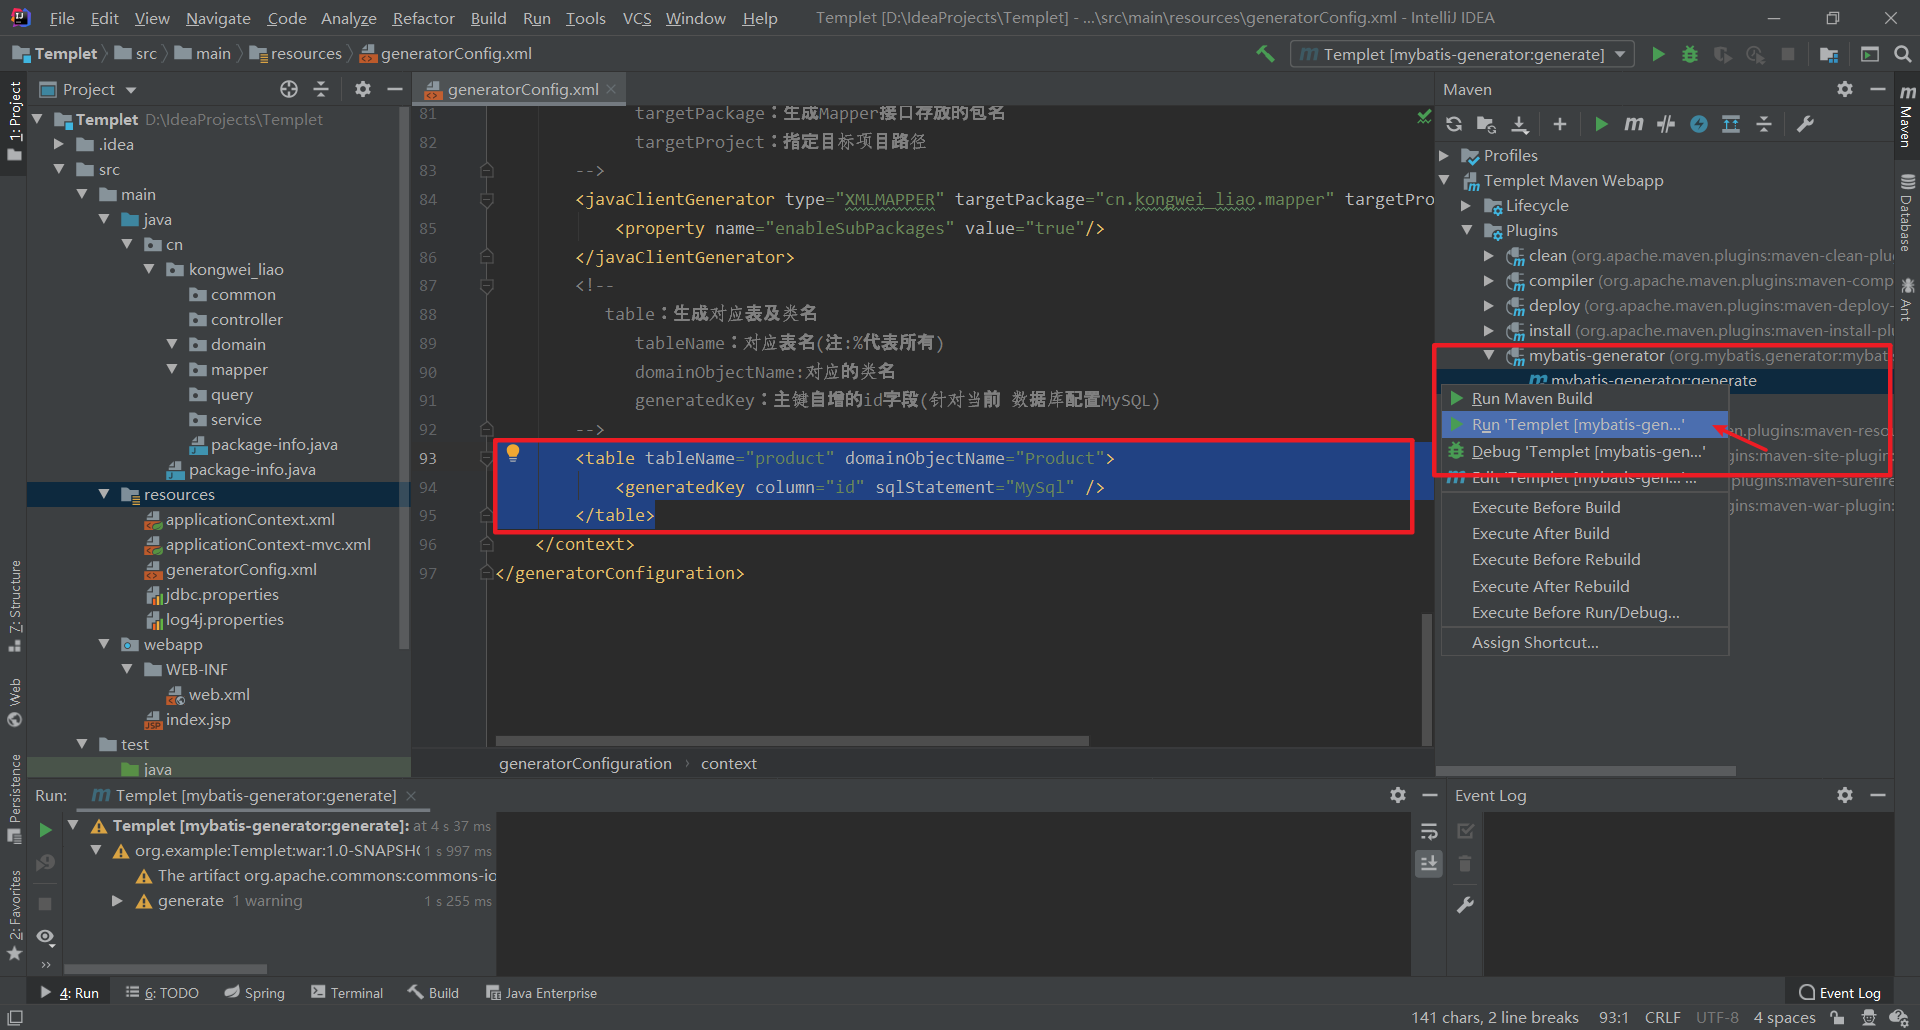 File Edit View Navigate Code Analyze Refactor Build Run Tools VCS Window Help Templet [D:\IdeaProjects\Templet] - ...\src\main\resources\generatorConfig.xml - IntelliJ IDEA
Templet src main resources generatorConfig.xml Templet [mybatis-generator:generate]
1: Project
7: Structure
Web
Persistence
2: Favorites
Project
Templet D:\IdeaProjects\Templet
.idea
src
main
java
cn
kongwei_liao
common
controller
domain
mapper
query
service
package-info.java
package-info.java
resources
applicationContext.xml
applicationContext-mvc.xml
generatorConfig.xml
jdbc.properties
log4j.properties
webapp
WEB-INF
web.xml
index.jsp
test
java
generatorConfig.xml
81 targetPackage：生成Mapper接口存放的包名
82 targetProject：指定目标项目路径
83 -->
84 <javaClientGenerator type="XMLMAPPER" targetPackage="cn.kongwei_liao.mapper" targetPro
85 <property name="enableSubPackages" value="true"/>
86 </javaClientGenerator>
87 <!--
88 table：生成对应表及类名
89 tableName：对应表名(注:%代表所有)
90 domainObjectName:对应的类名
91 generatedKey：主键自增的id字段(针对当前 数据库配置MySQL)
92 -->
93 <table tableName="product" domainObjectName="Product">
94 <generatedKey column="id" sqlStatement="MySql" />
95 </table>
96 </context>
97 </generatorConfiguration>
generatorConfiguration › context
Maven
Profiles
Templet Maven Webapp
Lifecycle
Plugins
clean (org.apache.maven.plugins:maven-clean-plu
compiler (org.apache.maven.plugins:maven-comp
deploy (org.apache.maven.plugins:maven-deploy-
install (org.apache.maven.plugins:maven-install-plu
mybatis-generator (org.mybatis.generator:mybat
mybatis-generator:generate
Run Maven Build
Run 'Templet [mybatis-gen...'
en.plugins:maven-reso
Debug 'Templet [mybatis-gen...'
gins:maven-site-plugin
Edit 'Templet [mybatis-gen...'...
gins:maven-surefire
Execute Before Build
gins:maven-war-plugin:
Execute After Build
Execute Before Rebuild
Execute After Rebuild
Execute Before Run/Debug...
Assign Shortcut...
Maven
Database
Ant
Run: Templet [mybatis-generator:generate]
Templet [mybatis-generator:generate]: at 4 s 37 ms
org.example:Templet:war:1.0-SNAPSHO 1 s 997 ms
The artifact org.apache.commons:commons-io
generate 1 warning 1 s 255 ms
Event Log
4: Run 6: TODO Spring Terminal Build Java Enterprise Event Log
141 chars, 2 line breaks 93:1 CRLF UTF-8 4 spaces